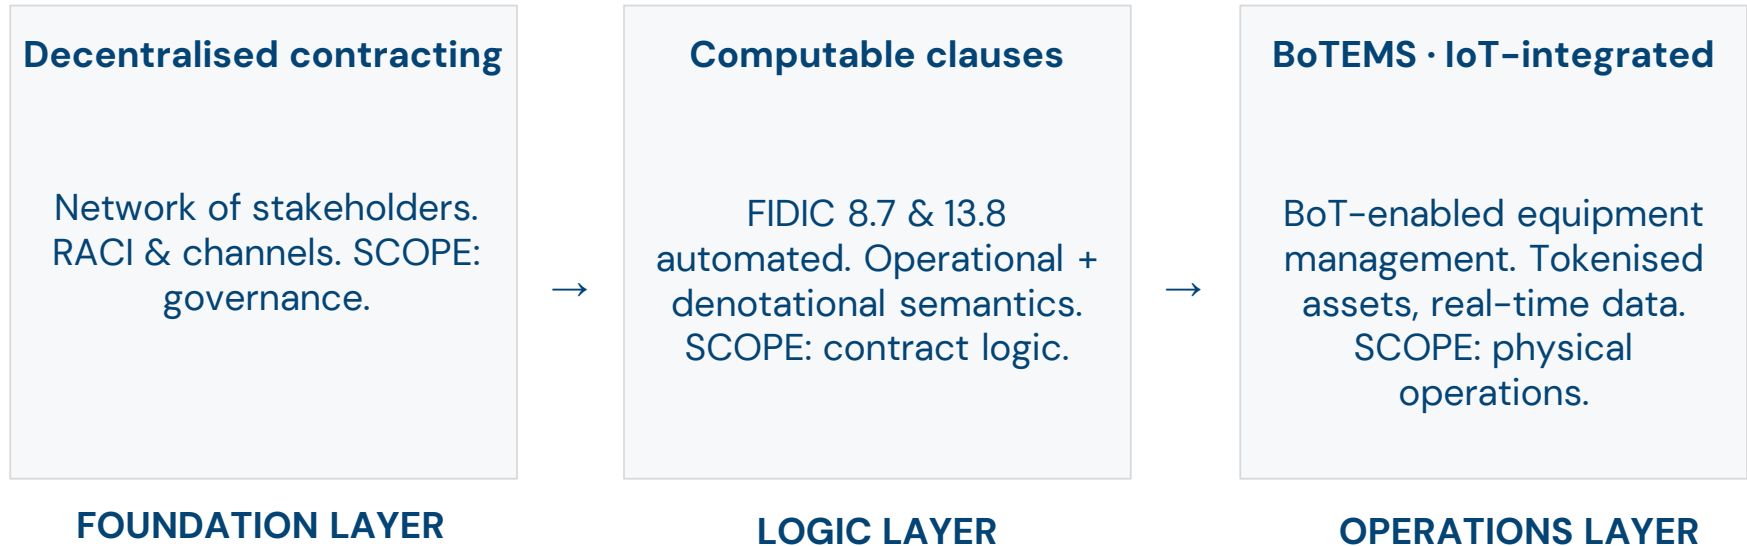 Decentralised contracting
Network of stakeholders.
RACI & channels. SCOPE:
governance.
FOUNDATION LAYER
→
Computable clauses
FIDIC 8.7 & 13.8
automated. Operational +
denotational semantics.
SCOPE: contract logic.
LOGIC LAYER
→
BoTEMS · IoT-integrated
BoT-enabled equipment
management. Tokenised
assets, real-time data.
SCOPE: physical
operations.
OPERATIONS LAYER